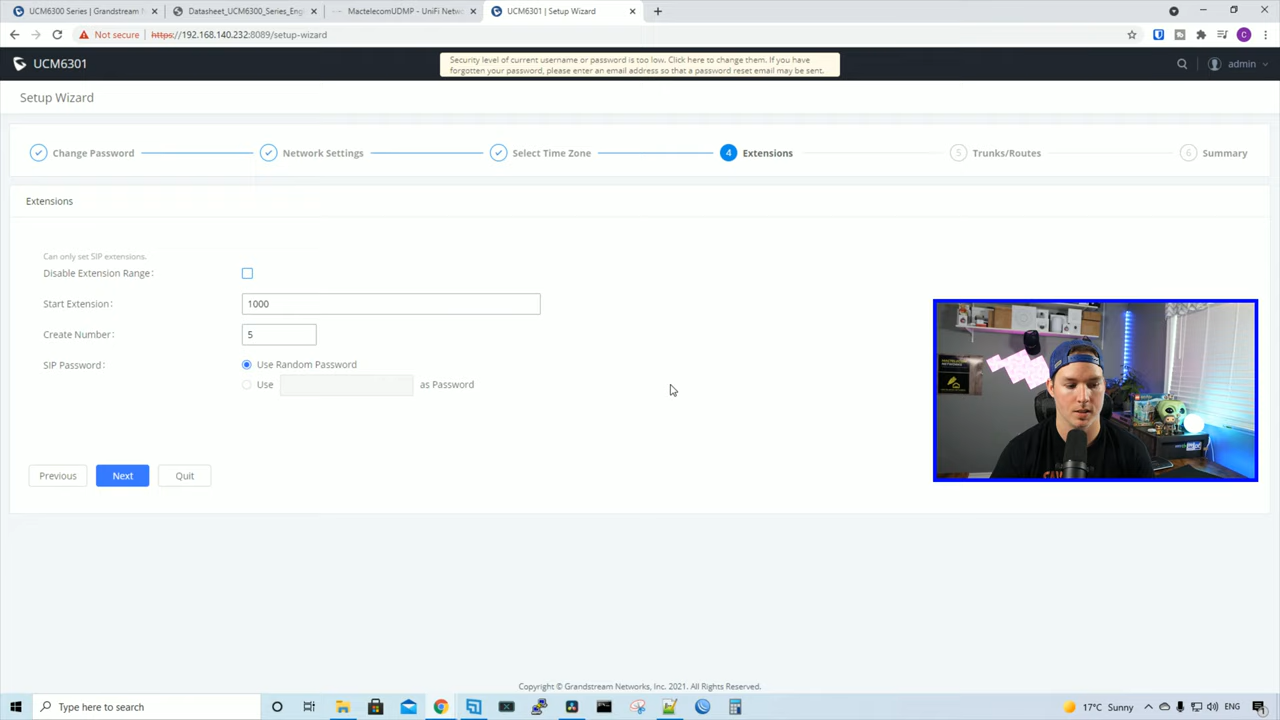 UCM6300 Series | Grandstream N
Datasheet_UCM6300_Series_Eng
MactelecomUDMP - UniFi Netwo
UCM6301 | Setup Wizard
Not secure
https://192.168.140.232:8089/setup-wizard
C
UCM6301
Security level of current username or password is too low. Click here to change them. If you have
forgotten your password, please enter an email address so that a password reset email may be sent.
admin
Setup Wizard
Change Password
Network Settings
Select Time Zone
4 Extensions
5 Trunks/Routes
6 Summary
Extensions
Can only set SIP extensions.
Disable Extension Range:
Start Extension: 1000
Create Number: 5
SIP Password: Use Random Password
Use as Password
Previous Next Quit
Copyright © Grandstream Networks, Inc. 2021. All Rights Reserved.
Type here to search
17°C Sunny
ENG